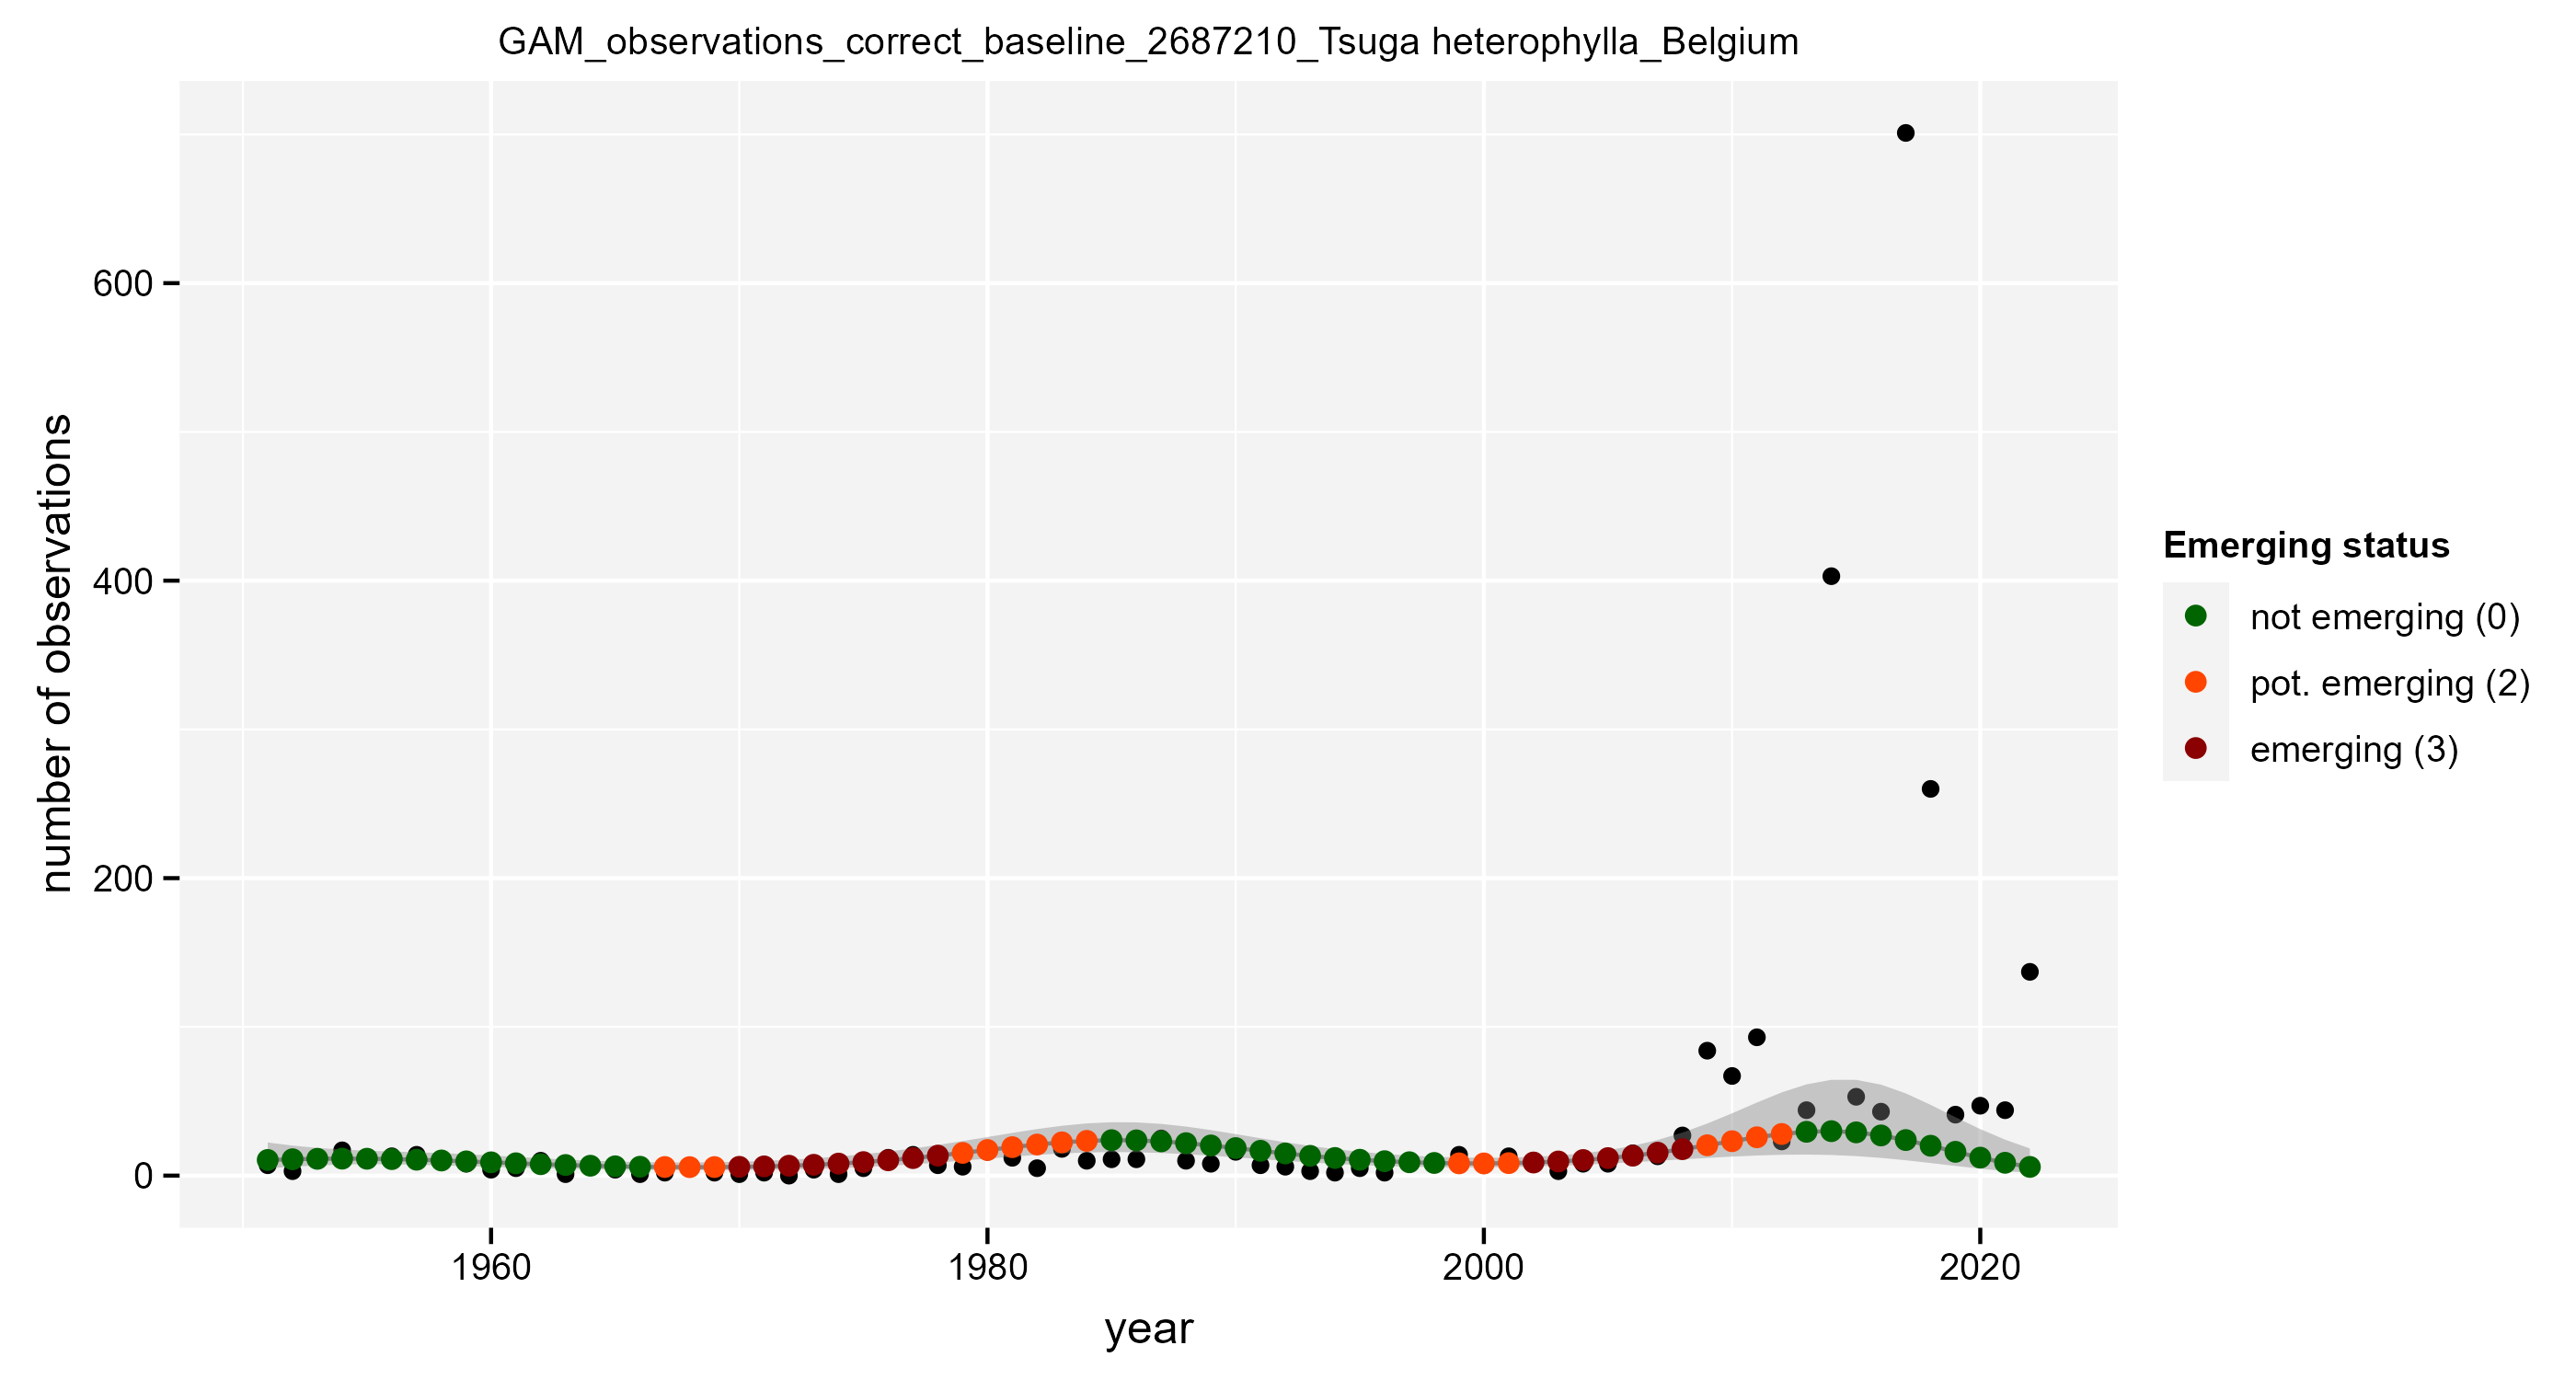 GAM_observations_correct_baseline_2687210_Tsuga heterophylla_Belgium
number of observations
600
400
200
0
1960
1980
2000
2020
year
Emerging status
not emerging (0)
pot. emerging (2)
emerging (3)